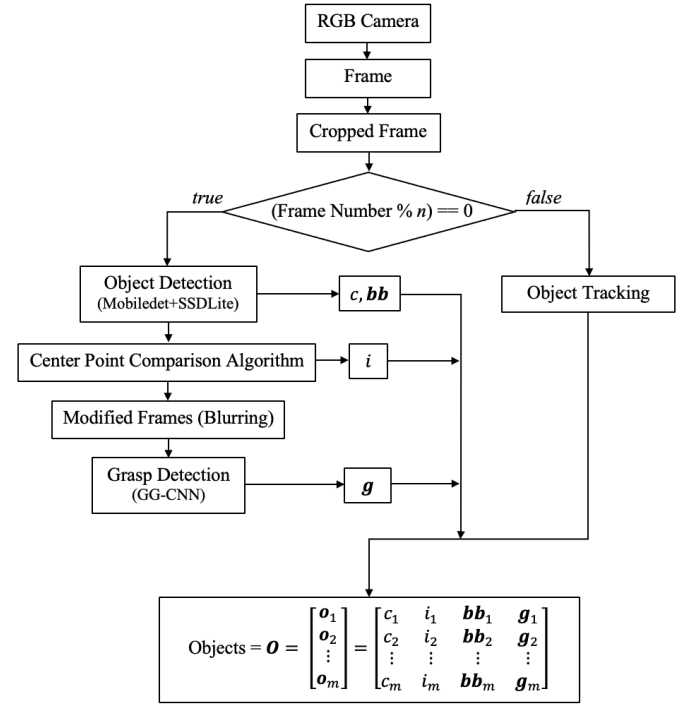 RGB Camera
Frame
Cropped Frame
true
false
(Frame Number % n) == 0
Object Detection
(Mobiledet+SSDLite)
c, bb
Object Tracking
Center Point Comparison Algorithm
i
Modified Frames (Blurring)
Grasp Detection
(GG-CNN)
g
Objects = O = [o₁ o₂ ⋮ oₘ] = [c₁ i₁ bb₁ g₁
c₂ i₂ bb₂ g₂
⋮ ⋮ ⋮ ⋮
cₘ iₘ bbₘ gₘ]